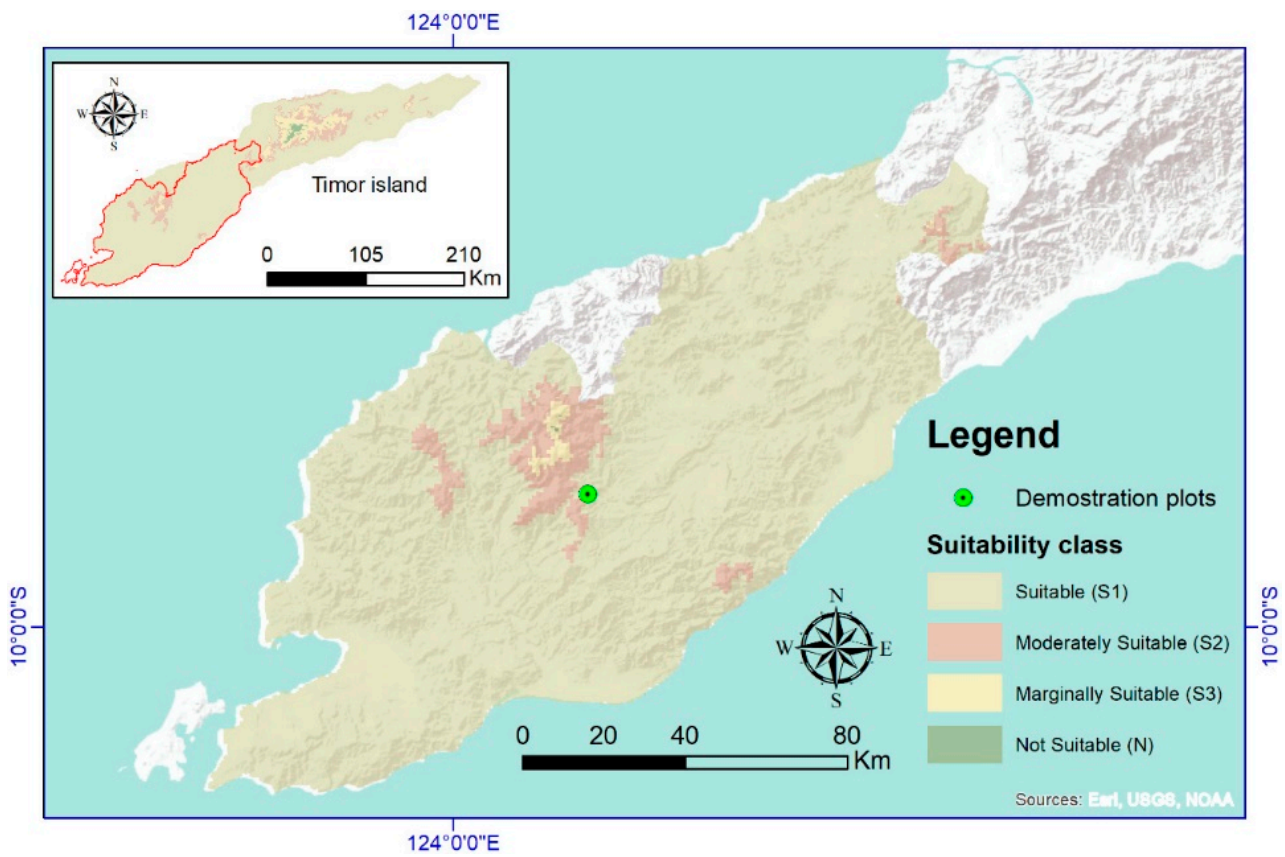 124°0'0"E
N
W E
S
Timor island
0 105 210
Km
Legend
Demostration plots
Suitability class
Suitable (S1)
10°0'0"S
N
W E
S
10°0'0"S
Moderately Suitable (S2)
Marginally Suitable (S3)
0 20 40 80
Km
Not Suitable (N)
Sources: Esri, USGS, NOAA
124°0'0"E